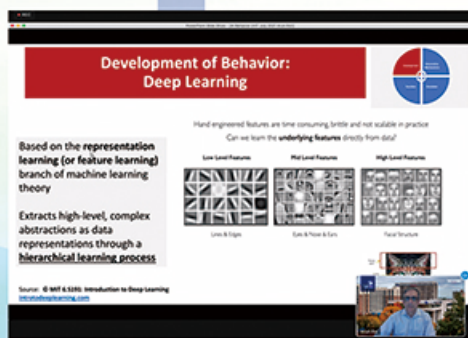 Development of Behavior:
Deep Learning
Hand engineered features are time consuming, brittle and not scalable in practice
Can we learn the underlying features directly from data?
Based on the representation
learning (or feature learning)
branch of machine learning
theory
Extracts high-level, complex
abstractions as data
representations through a
hierarchical learning process
Low Level Features
Mid Level Features
High Level Features
Lines & Edges
Eyes & Nose & Ears
Facial Structure
Source: © MIT 6.S191: Introduction to Deep Learning
introtodeeplearning.com